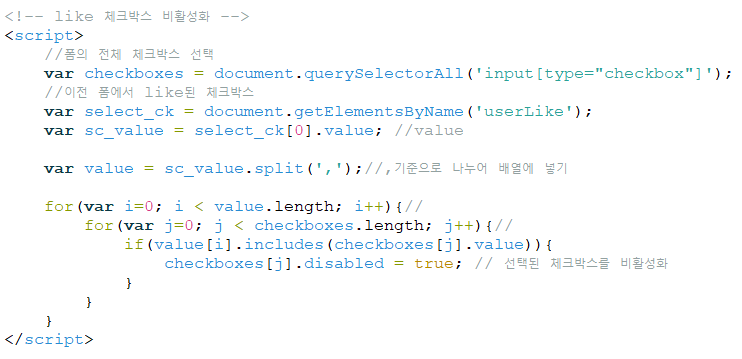 <!-- like 체크박스 비활성화 -->
<script>
    //폼의 전체 체크박스 선택
    var checkboxes = document.querySelectorAll('input[type="checkbox"]');
    //이전 폼에서 like된 체크박스
    var select_ck = document.getElementsByName('userLike');
    var sc_value = select_ck[0].value; //value

    var value = sc_value.split(',');//,기준으로 나누어 배열에 넣기

    for(var i=0; i < value.length; i++){//
        for(var j=0; j < checkboxes.length; j++){//
            if(value[i].includes(checkboxes[j].value)){
                checkboxes[j].disabled = true; // 선택된 체크박스를 비활성화
            }
        }
    }
</script>